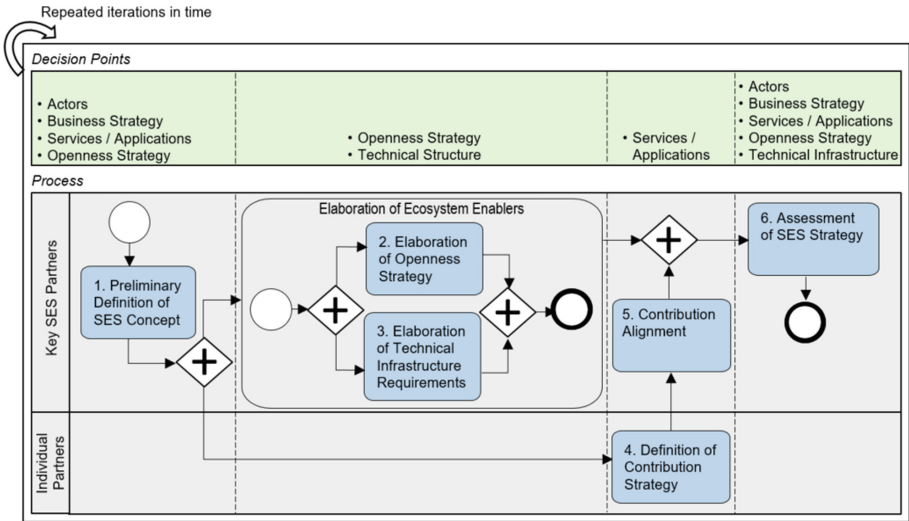 Repeated iterations in time
Decision Points
• Actors
• Business Strategy
• Services / Applications
• Openness Strategy
• Openness Strategy
• Technical Structure
• Services /
Applications
• Actors
• Business Strategy
• Services / Applications
• Openness Strategy
• Technical Infrastructure
Process
Key SES Partners
1. Preliminary
Definition of
SES Concept
Elaboration of Ecosystem Enablers
2. Elaboration
of Openness
Strategy
3. Elaboration
of Technical
Infrastructure
Requirements
5. Contribution
Alignment
6. Assessment
of SES Strategy
Individual
Partners
4. Definition of
Contribution
Strategy